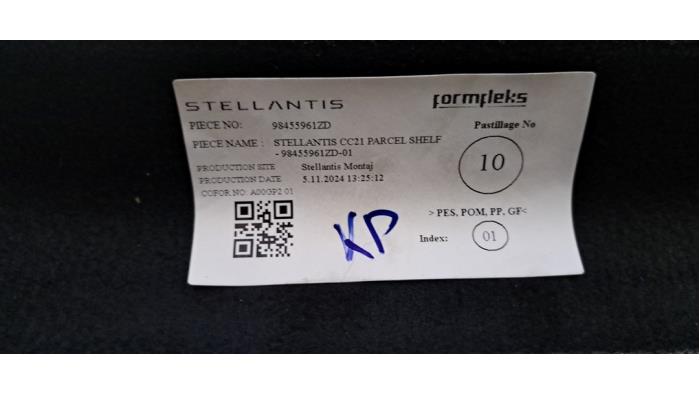 STELLANTIS
formfleks
PIECE NO: 98455961ZD
Pastillage No
PIECE NAME : STELLANTIS CC21 PARCEL SHELF
- 98455961ZD-01
10
PRODUCTION SITE Stellantis Montaj
PRODUCTION DATE 5.11.2024 13:25:12
COFOR NO: A00GP2 01
> PES, POM, PP, GF<
KP
Index: 01